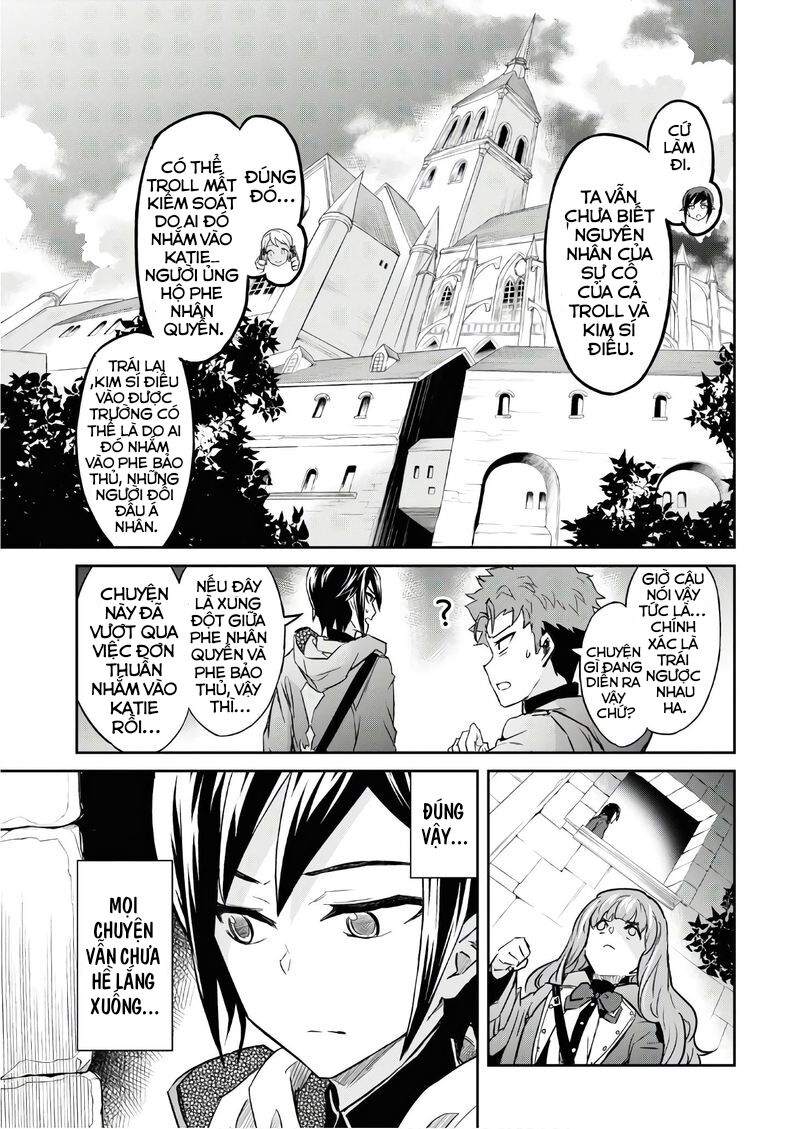 CỨ
LÀM
ĐI.
TA VẪN
CHƯA BIẾT
NGUYÊN
NHÂN CỦA
SỰ CỐ
CỦA CẢ
TROLL VÀ
KIM SÍ
ĐIỂU.
ĐÚNG
ĐÓ...
CÓ THỂ
TROLL MẤT
KIỂM SOÁT
DO AI ĐÓ
NHẮM VÀO
KATIE_
NGƯỜI ỦNG
HỘ PHE
NHÂN
QUYỀN.
TRÁI LẠI
,KIM SÍ ĐIỂU
VÀO ĐƯỢC
TRƯỜNG CÓ
THỂ LÀ DO AI
ĐÓ NHẮM
VÀO PHE BẢO
THỦ, NHỮNG
NGƯỜI ĐỐI
ĐẦU Á
NHÂN.
GIỜ CẬU
NÓI VẬY
TỨC LÀ...
CHÍNH
XÁC LÀ
TRÁI
NGƯỢC
NHAU
HA.
CHUYỆN
GÌ ĐANG
DIỄN RA
VẬY
CHỨ?
?
NẾU ĐÂY
LÀ XUNG
ĐỘT GIỮA
PHE NHÂN
QUYỀN VÀ
PHE BẢO
THỦ, VẬY
THÌ...
CHUYỆN
NÀY ĐÃ
VƯỢT QUA
VIỆC ĐƠN
THUẦN
NHẮM VÀO
KATIE
RỒI...
ĐÚNG
VẬY...
MỌI
CHUYỆN
VẪN CHƯA
HỀ LẮNG
XUỐNG...